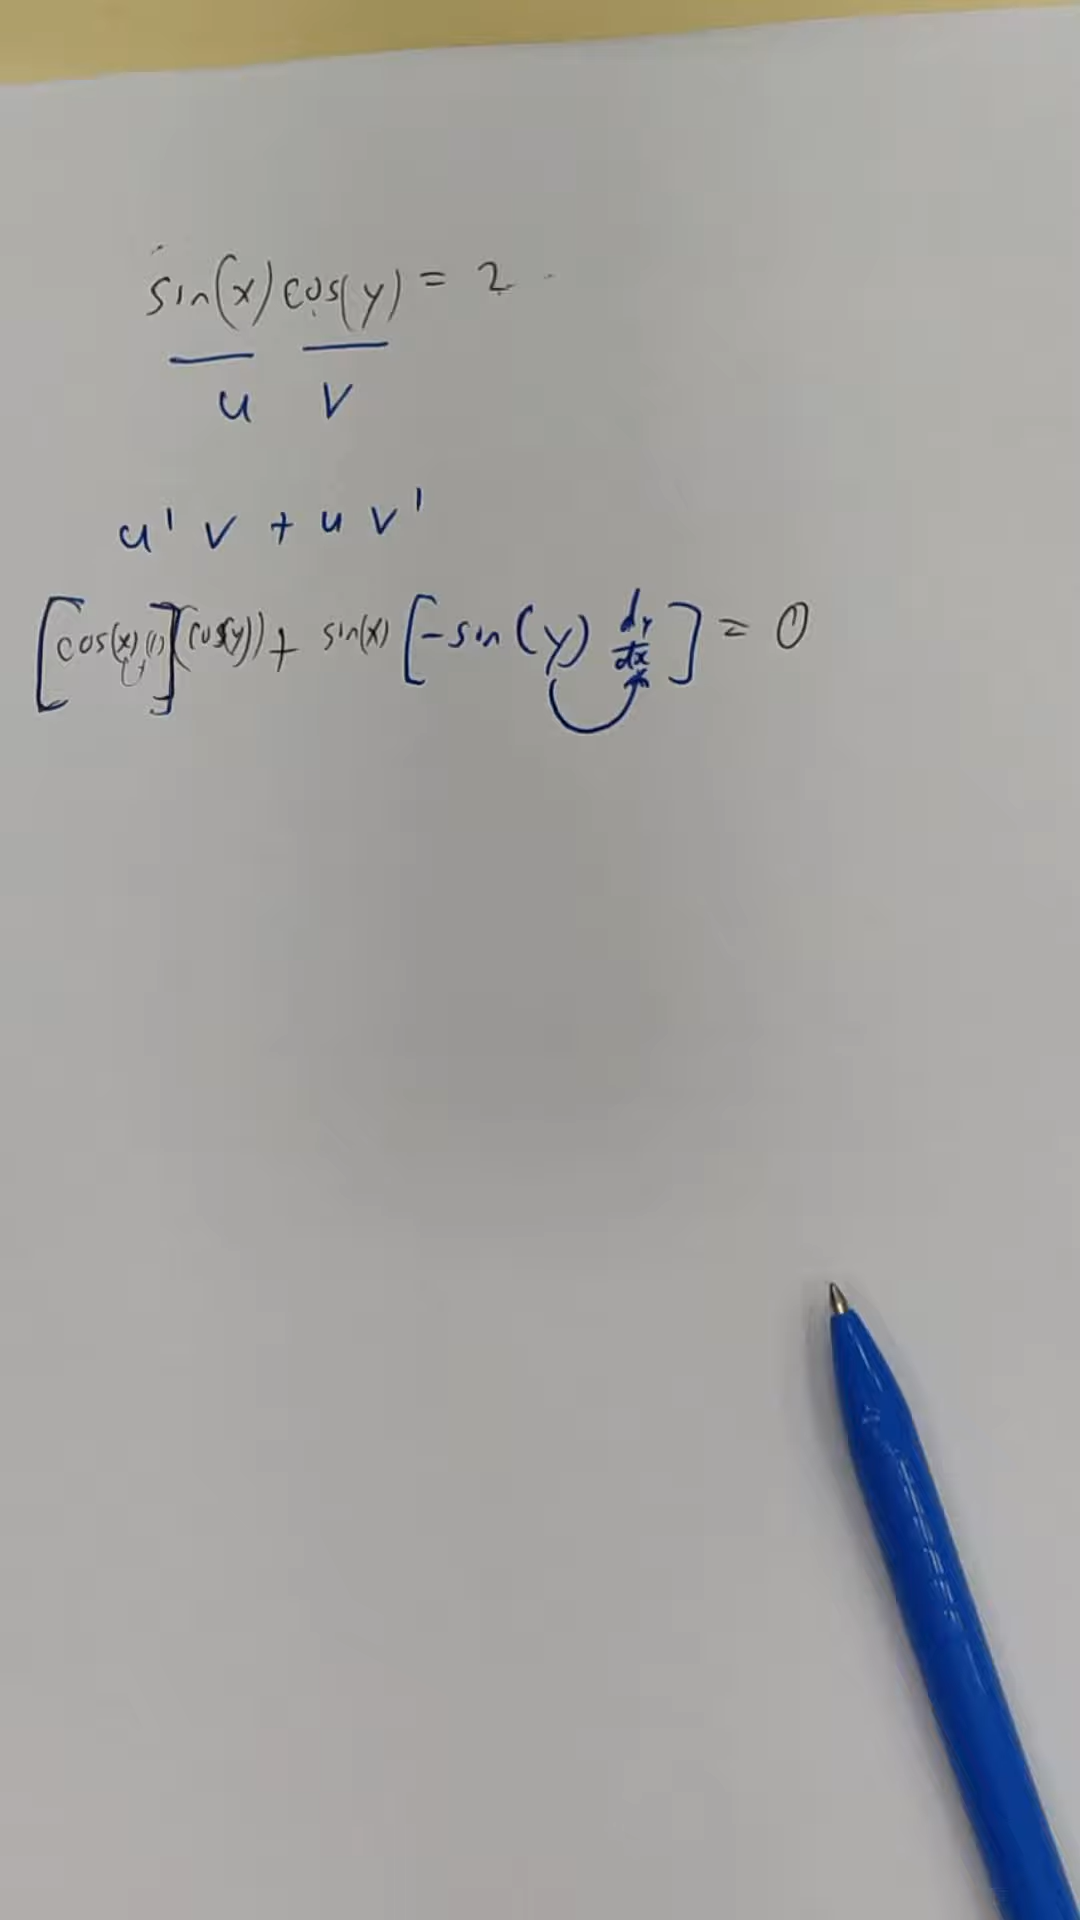 sin(x) cos(y) = 2
u v
u' v + u v'
[cos(x) (1)] (cos(y)) + sin(x) [-sin(y) dy/dx] = 0